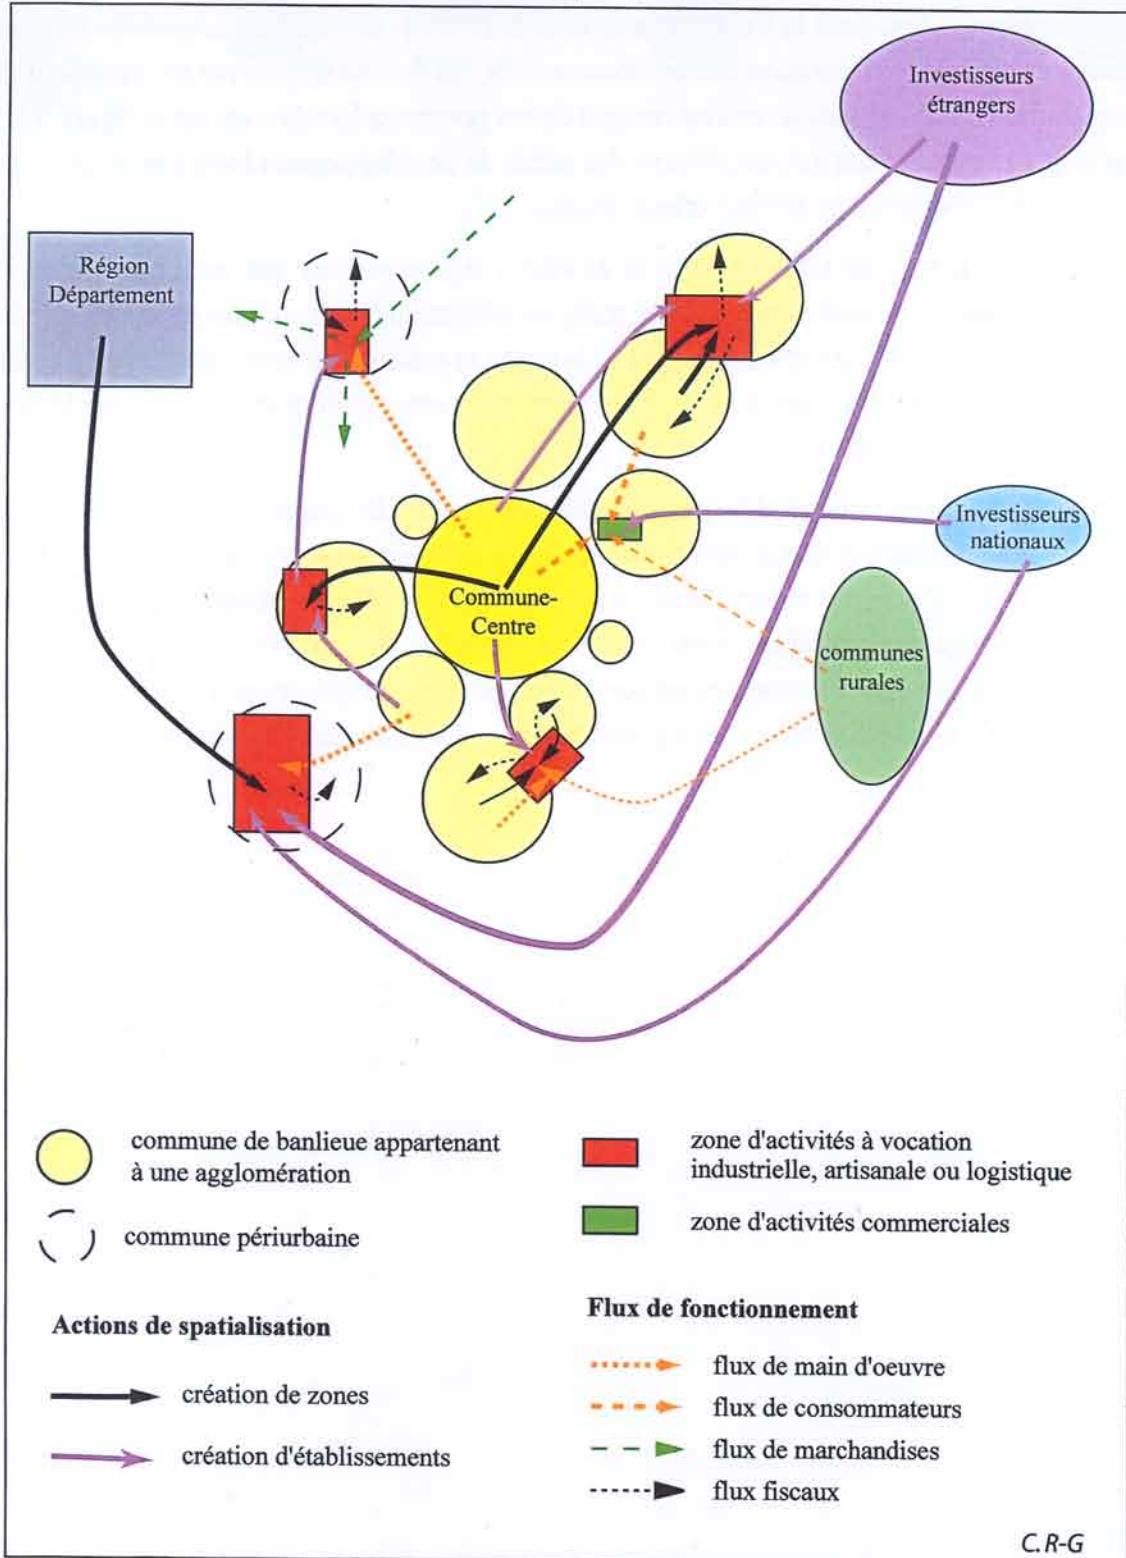 Investisseurs
étrangers
Région
Département
Investisseurs
nationaux
Commune-
Centre
communes
rurales
commune de banlieue appartenant
à une agglomération
commune périurbaine
zone d'activités à vocation
industrielle, artisanale ou logistique
zone d'activités commerciales
Actions de spatialisation
création de zones
création d'établissements
Flux de fonctionnement
flux de main d'oeuvre
flux de consommateurs
flux de marchandises
flux fiscaux
C.R-G